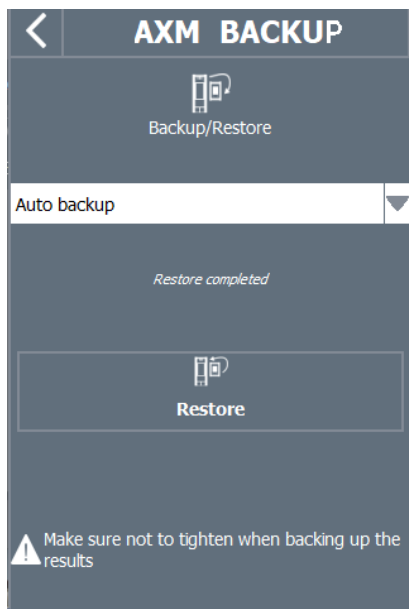 AXM BACKUP
Backup/Restore
Auto backup
Restore completed
Restore
Make sure not to tighten when backing up the
results